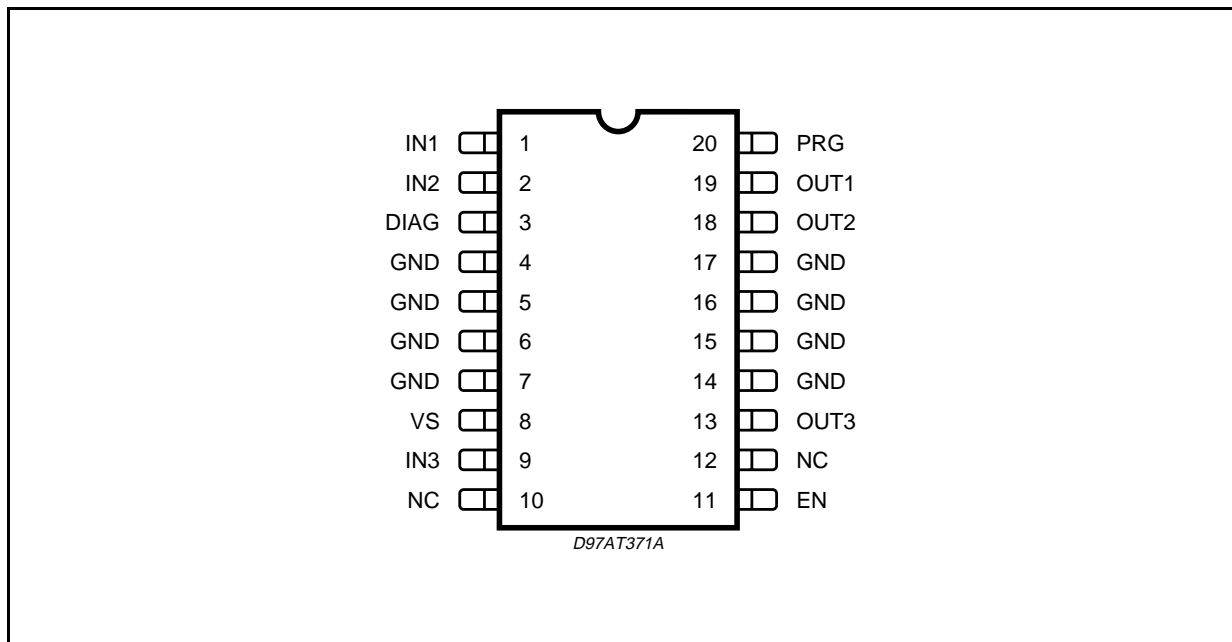 IN1 1 20 PRG
IN2 2 19 OUT1
DIAG 3 18 OUT2
GND 4 17 GND
GND 5 16 GND
GND 6 15 GND
GND 7 14 GND
VS 8 13 OUT3
IN3 9 12 NC
NC 10 11 EN
D97AT371A